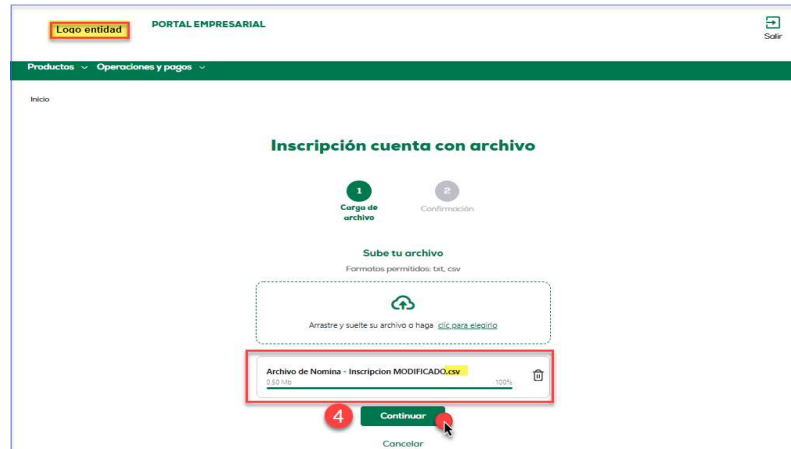 Logo entidad
PORTAL EMPRESARIAL
Salir
Productos Operaciones y pagos
Inicio
Inscripción cuenta con archivo
1 2
Carga de archivo
Confirmación
Sube tu archivo
Formatos permitidos: txt, csv
Arrastre y suelte su archivo o haga clic para elegirlo
Archivo de Nomina - Inscripcion MODIFICADO.csv
0.50 Mb 100%
4 Continuar
Cancelar